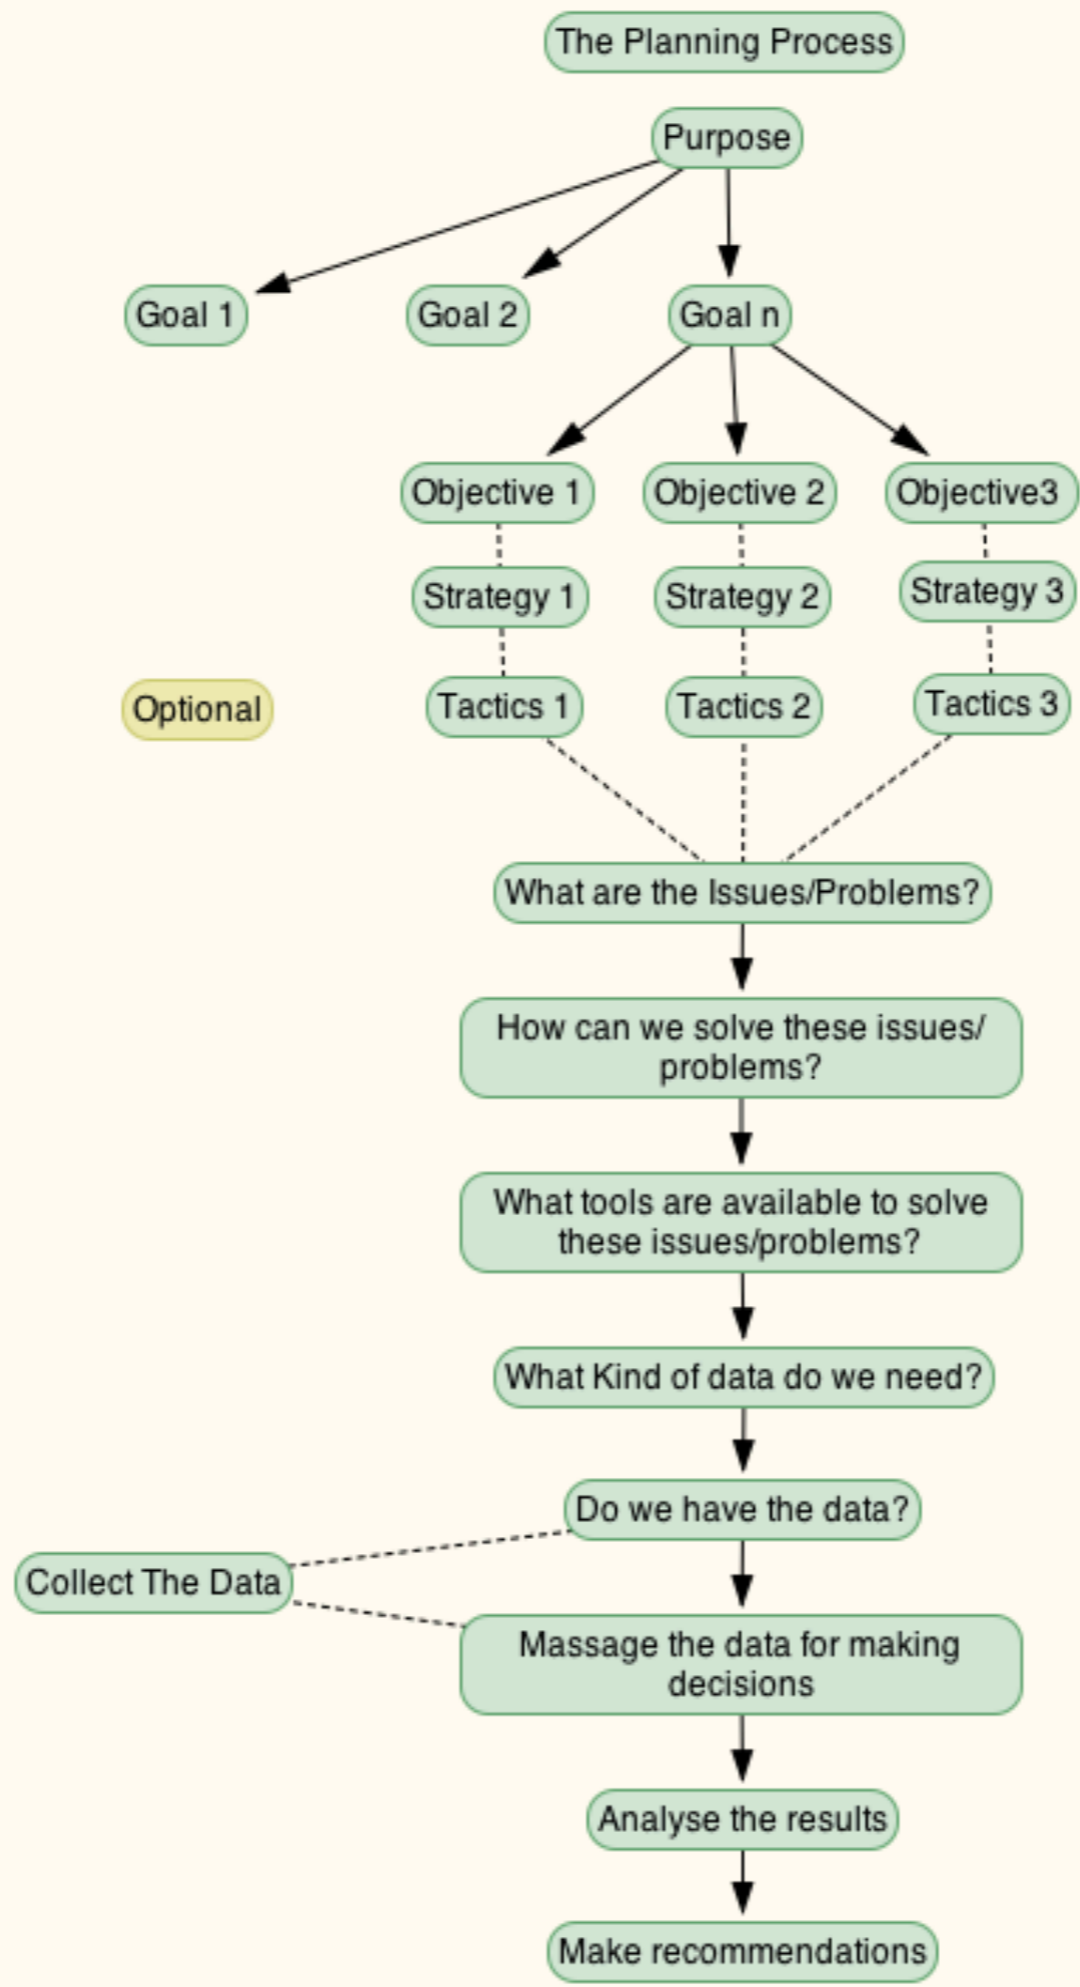 The Planning Process
Purpose
Goal 1
Goal 2
Goal n
Objective 1
Objective 2
Objective3
Strategy 1
Strategy 2
Strategy 3
Optional
Tactics 1
Tactics 2
Tactics 3
What are the Issues/Problems?
How can we solve these issues/
problems?
What tools are available to solve
these issues/problems?
What Kind of data do we need?
Do we have the data?
Collect The Data
Massage the data for making
decisions
Analyse the results
Make recommendations